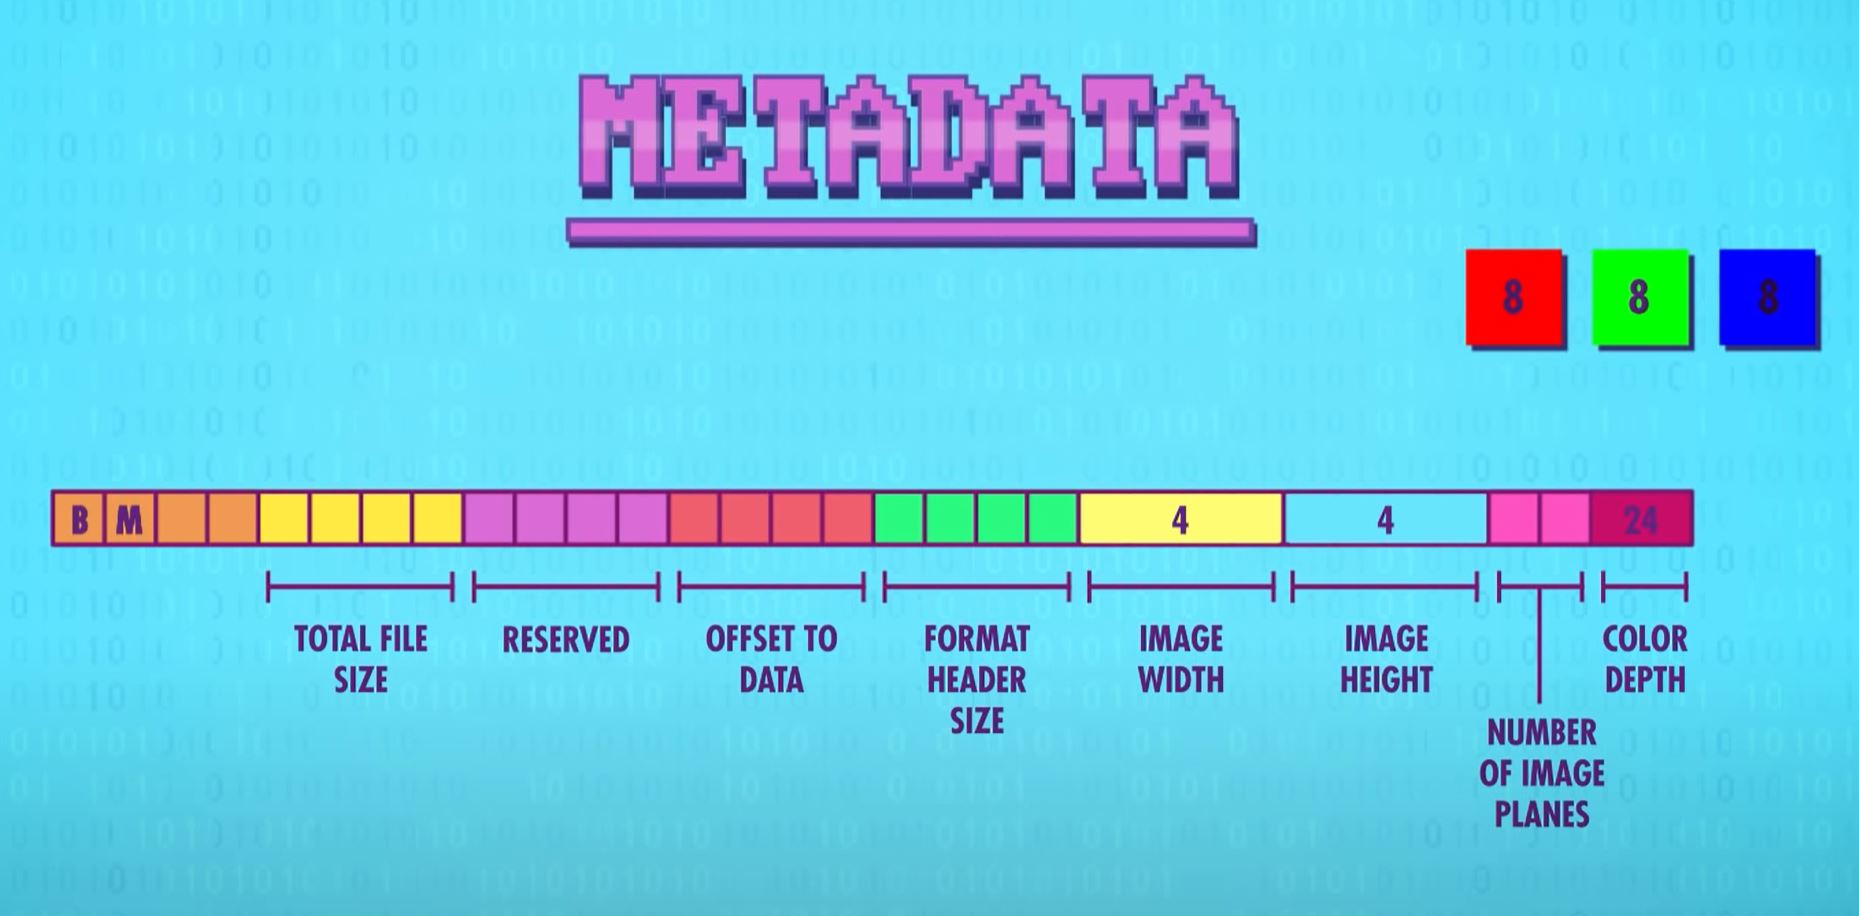 METADATA
8 8 8
B M 4 4 24
TOTAL FILE
SIZE
RESERVED
OFFSET TO
DATA
FORMAT
HEADER
SIZE
IMAGE
WIDTH
IMAGE
HEIGHT
NUMBER
OF IMAGE
PLANES
COLOR
DEPTH